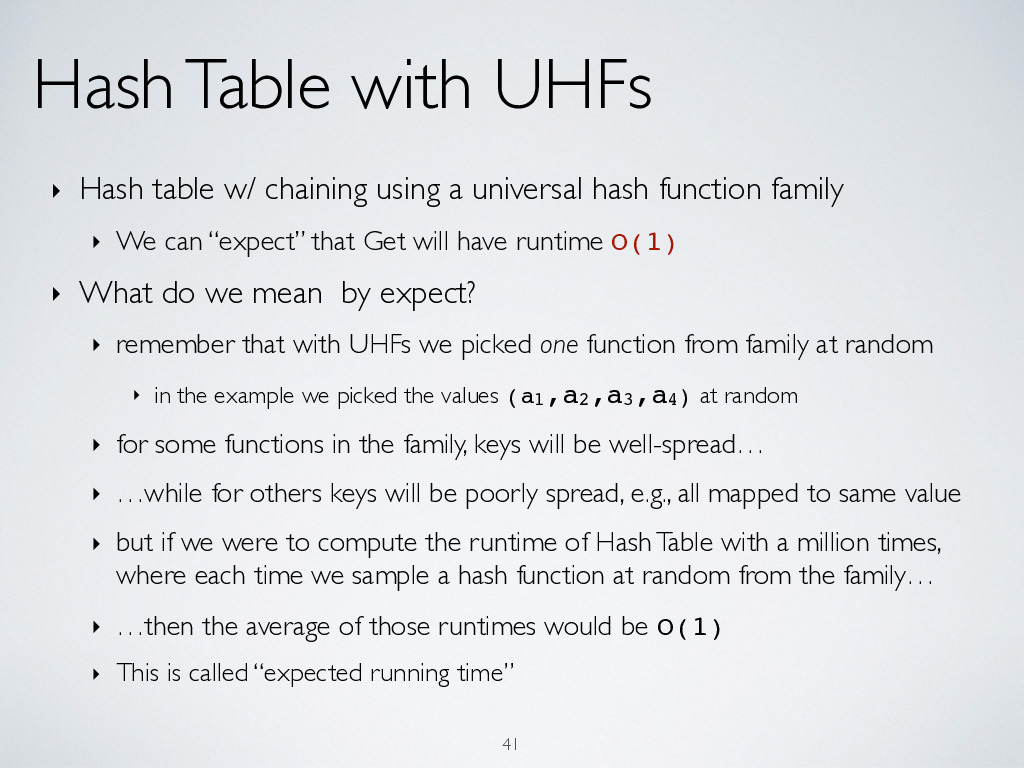 Hash Table with UHFs
‣ Hash table w/ chaining using a universal hash function family
‣ We can “expect” that Get will have runtime O(1)
‣ What do we mean  by expect?
‣ remember that with UHFs we picked one function from family at random
‣ in the example we picked the values (a1,a2,a3,a4) at random
‣ for some functions in the family, keys will be well-spread…
‣ …while for others keys will be poorly spread, e.g., all mapped to same value
‣ but if we were to compute the runtime of Hash Table with a million times,
where each time we sample a hash function at random from the family…
‣ …then the average of those runtimes would be O(1)
‣ This is called “expected running time”
41